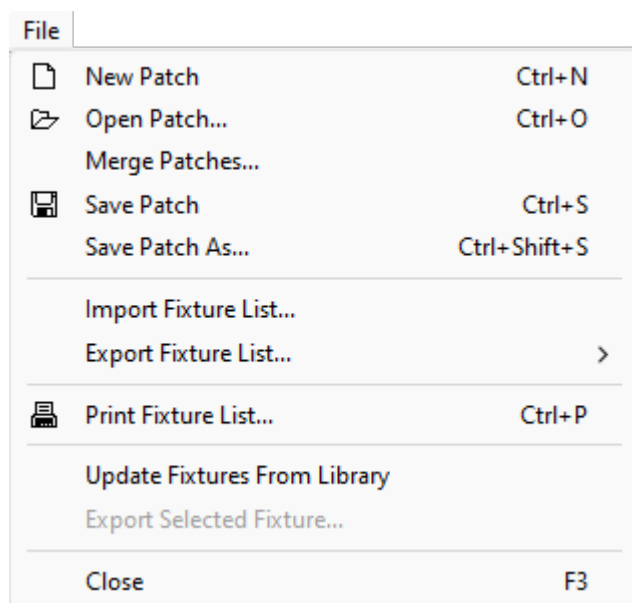 File
New Patch Ctrl+N
Open Patch... Ctrl+O
Merge Patches...
Save Patch Ctrl+S
Save Patch As... Ctrl+Shift+S
Import Fixture List...
Export Fixture List...
Print Fixture List... Ctrl+P
Update Fixtures From Library
Export Selected Fixture...
Close F3